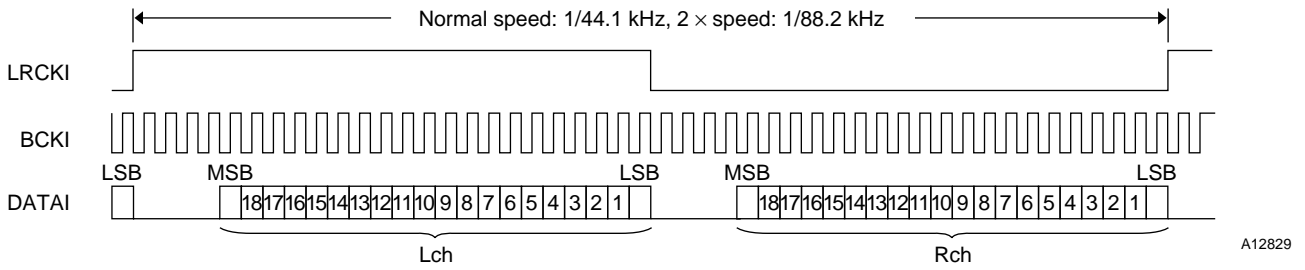 Normal speed: 1/44.1 kHz, 2 × speed: 1/88.2 kHz
LRCKI
BCKI
LSB MSB LSB MSB LSB
DATAI 18 17 16 15 14 13 12 11 10 9 8 7 6 5 4 3 2 1 18 17 16 15 14 13 12 11 10 9 8 7 6 5 4 3 2 1
Lch Rch
A12829